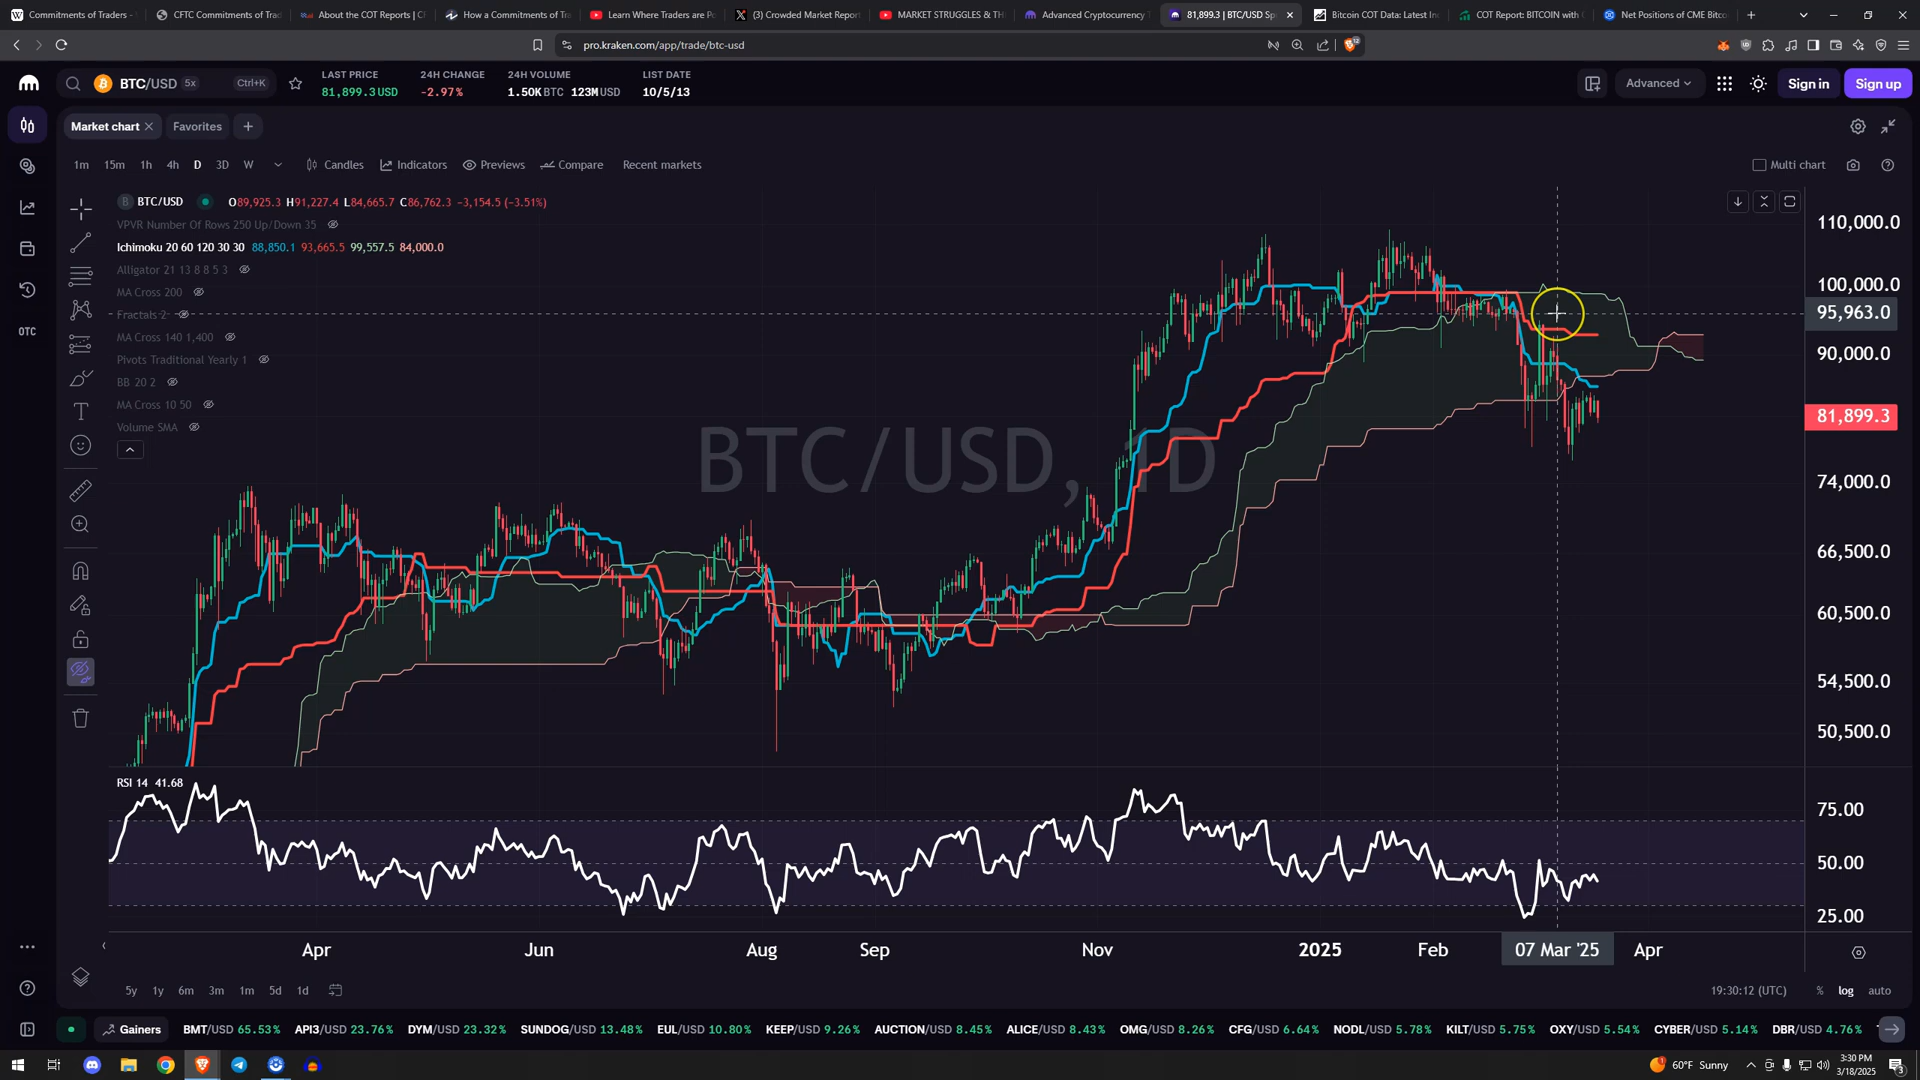 Commitments of Traders -
CFTC Commitments of Trad
About the COT Reports | CF
How a Commitments of Tra
Learn Where Traders are Po
(3) Crowded Market Report
MARKET STRUGGLES & TH
Advanced Cryptocurrency T
81,899.3 | BTC/USD Sp
Bitcoin COT Data: Latest In
COT Report: BITCOIN with
Net Positions of CME Bitco
pro.kraken.com/app/trade/btc-usd
BTC/USD 5x Ctrl+K
LAST PRICE 24H CHANGE 24H VOLUME LIST DATE
81,899.3 USD -2.97% 1.50K BTC 123M USD 10/5/13
Advanced
Sign in
Sign up
Market chart
Favorites
1m 15m 1h 4h D 3D W
Candles
Indicators
Previews
Compare
Recent markets
Multi chart
B BTC/USD O89,925.3 H91,227.4 L84,665.7 C86,762.3 -3,154.5 (-3.51%)
VPVR Number Of Rows 250 Up/Down 35
Ichimoku 20 60 120 30 30 88,850.1 93,665.5 99,557.5 84,000.0
Alligator 21 13 8 8 5 3
MA Cross 200
Fractals 2
MA Cross 140 1,400
Pivots Traditional Yearly 1
BB 20 2
MA Cross 10 50
Volume SMA
OTC
BTC/USD, 1D
110,000.0
100,000.0
95,963.0
90,000.0
81,899.3
74,000.0
66,500.0
60,500.0
54,500.0
50,500.0
RSI 14 41.68
75.00
50.00
25.00
Apr Jun Aug Sep Nov 2025 Feb 07 Mar '25 Apr
5y 1y 6m 3m 1m 5d 1d
19:30:12 (UTC) % log auto
Gainers BMT/USD 65.53% API3/USD 23.76% DYM/USD 23.32% SUNDOG/USD 13.48% EUL/USD 10.80% KEEP/USD 9.26% AUCTION/USD 8.45% ALICE/USD 8.43% OMG/USD 8.26% CFG/USD 6.64% NODL/USD 5.78% KILT/USD 5.75% OXY/USD 5.54% CYBER/USD 5.14% DBR/USD 4.76%
60°F Sunny
3:30 PM
3/18/2025